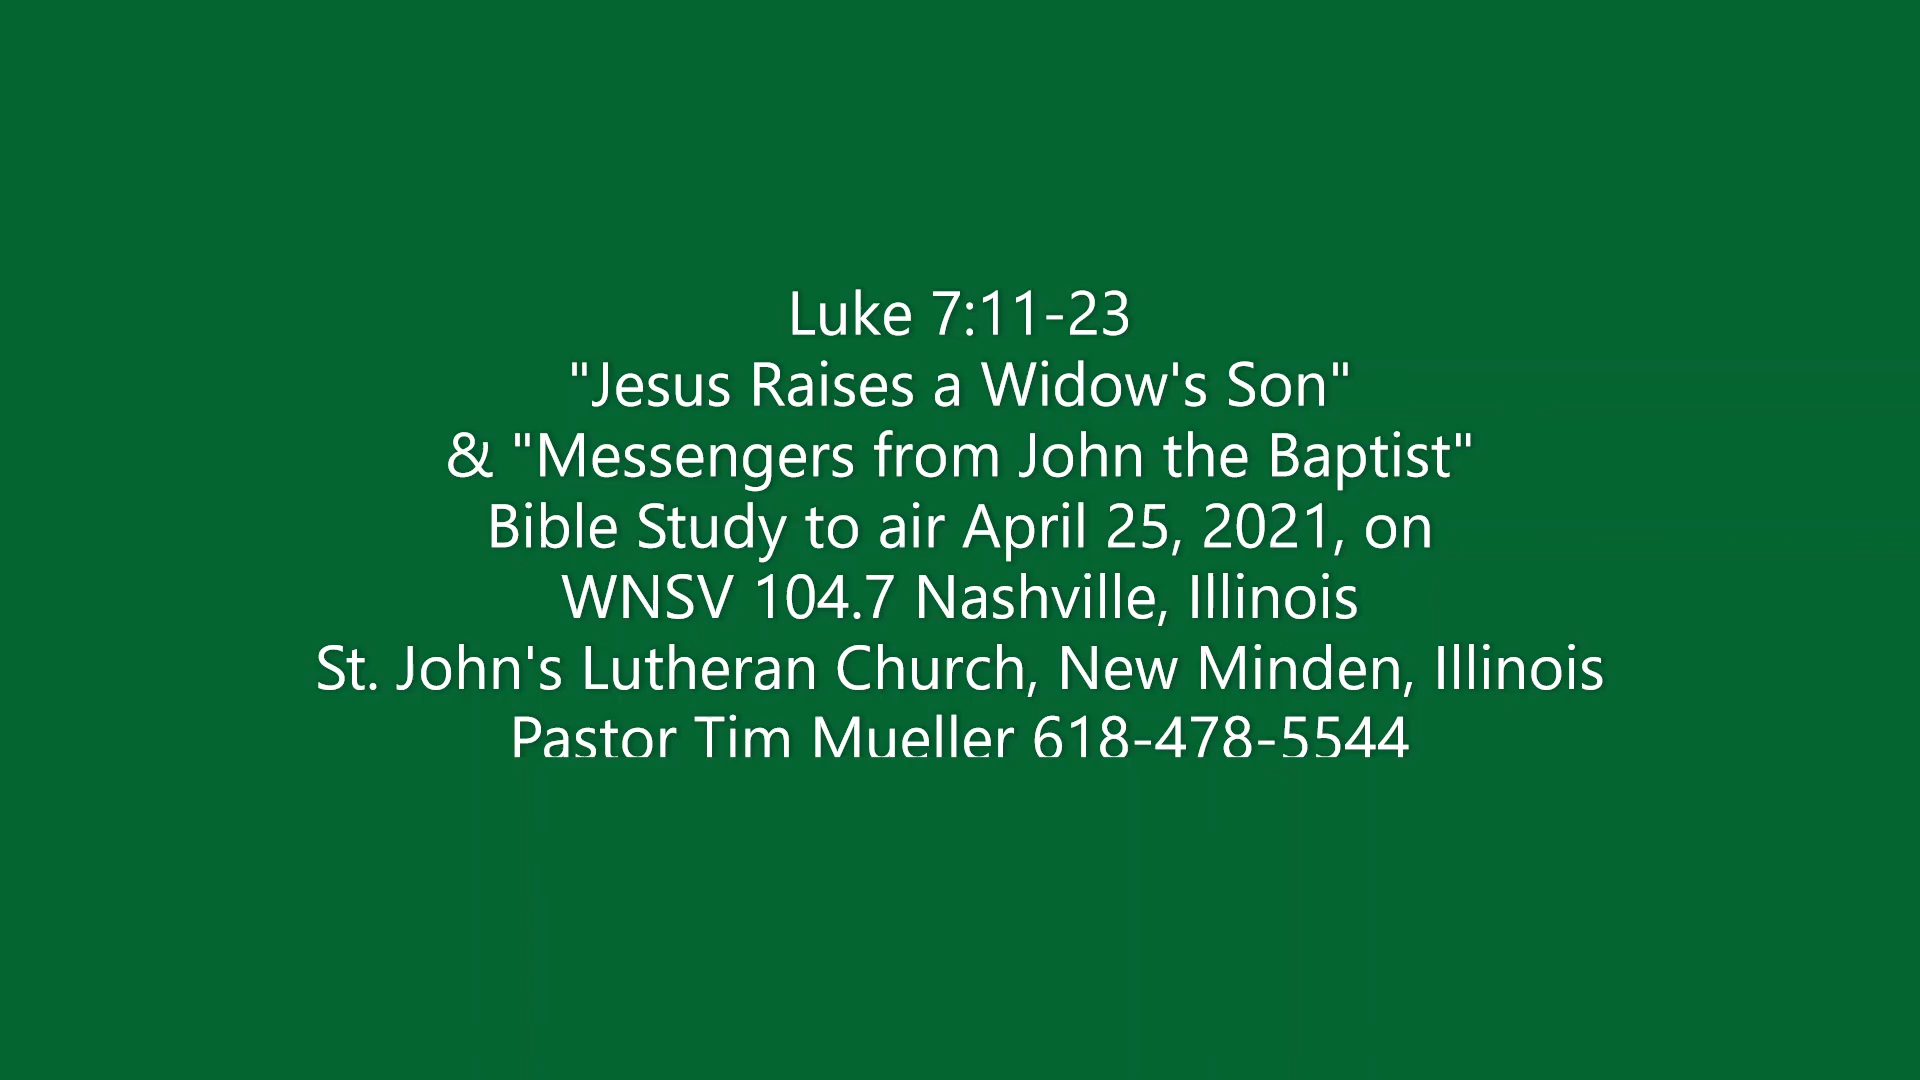 Luke 7:11-23
"Jesus Raises a Widow's Son"
& "Messengers from John the Baptist"
Bible Study to air April 25, 2021, on
WNSV 104.7 Nashville, Illinois
St. John's Lutheran Church, New Minden, Illinois
Pastor Tim Mueller 618-478-5544